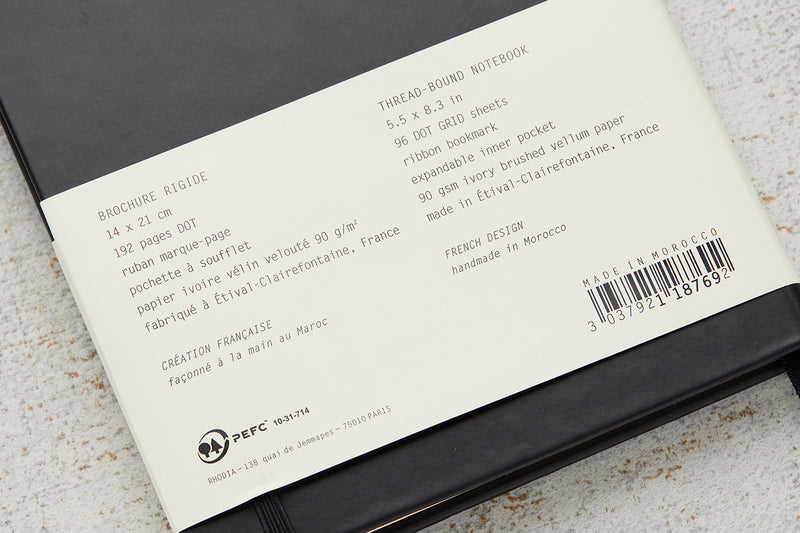 BROCHURE RIGIDE
14 x 21 cm
192 pages DOT
ruban marque-page
pochette à soufflet
papier ivoire vélin velouté 90 g/m²
fabriqué à Étival-Clairefontaine, France
CRÉATION FRANÇAISE
façonné à la main au Maroc
PEFC™ 10-31-714
RHODIA – 138 quai de Jemmapes – 75010 PARIS
THREAD-BOUND NOTEBOOK
5.5 x 8.3 in
96 DOT GRID sheets
ribbon bookmark
expandable inner pocket
90 gsm ivory brushed vellum paper
made in Étival-Clairefontaine, France
FRENCH DESIGN
handmade in Morocco
MADE IN MOROCCO
3 037921 187692